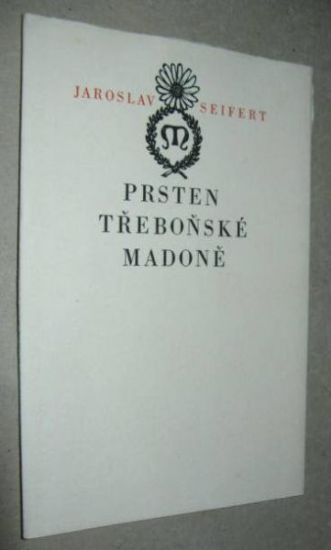 JAROSLAV SEIFERT
M
PRSTEN
TŘEBOŇSKÉ
MADONĚ